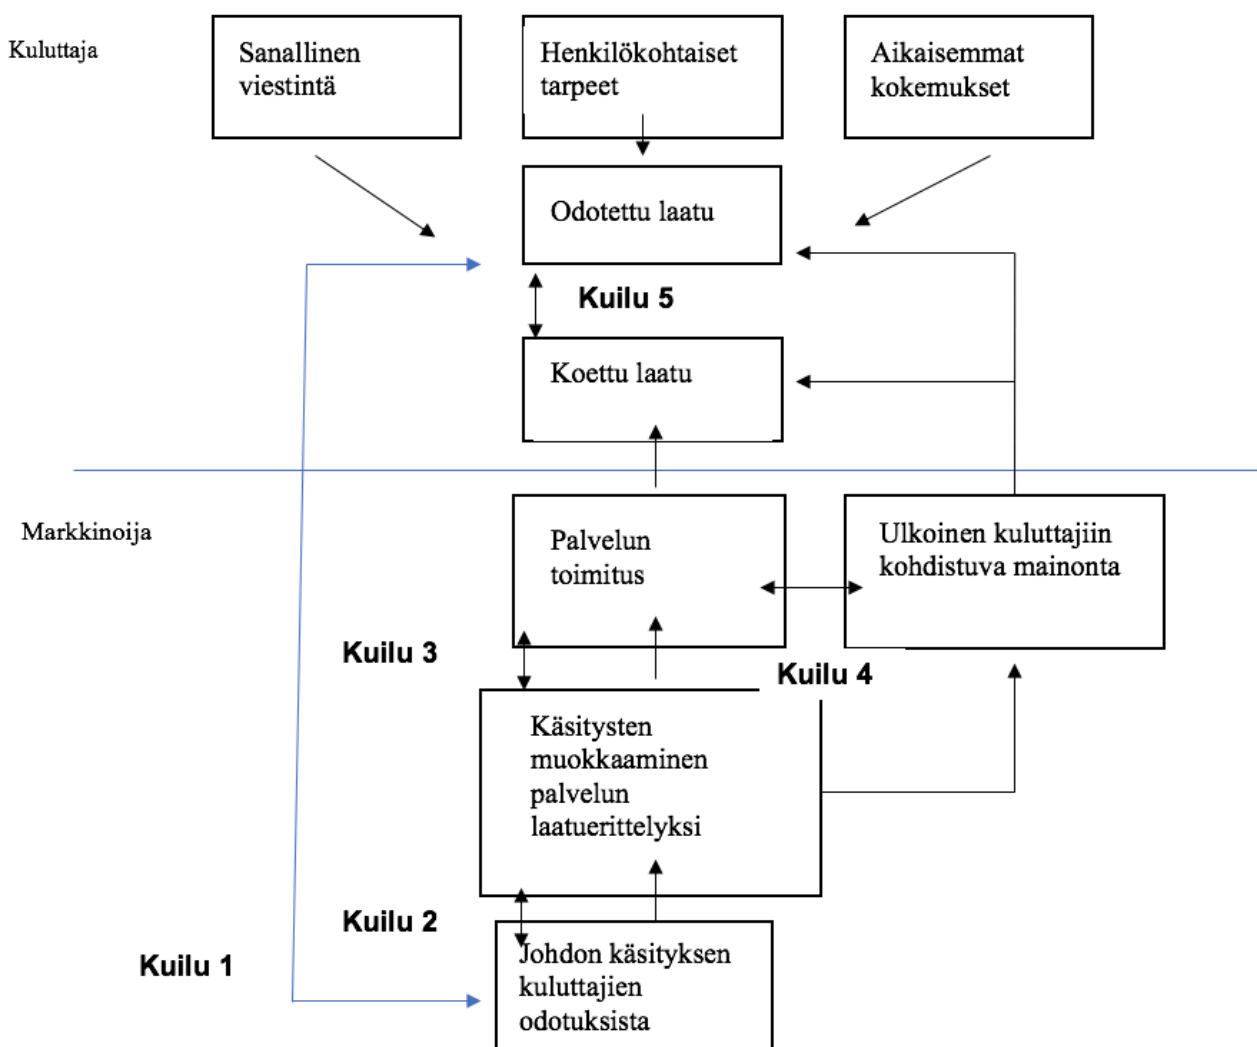 Kuluttaja
Sanallinen
viestintä
Henkilökohtaiset
tarpeet
Aikaisemmat
kokemukset
Odotettu laatu
Kuilu 5
Koettu laatu
Markkinoija
Palvelun
toimitus
Ulkoinen kuluttajiin
kohdistuva mainonta
Kuilu 3
Kuilu 4
Käsitysten
muokkaaminen
palvelun
laatuerittelyksi
Kuilu 2
Kuilu 1
Johdon käsityksen
kuluttajien
odotuksista